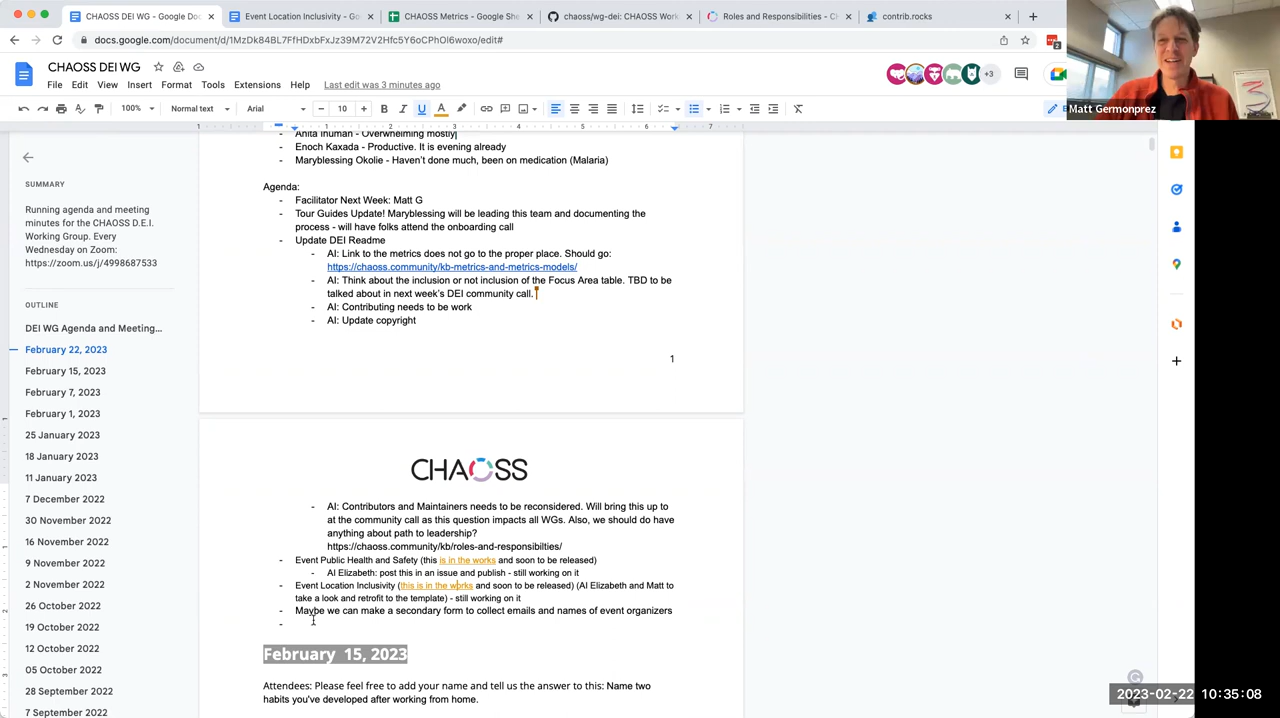 CHAOSS DEI WG - Google Doc
Event Location Inclusivity - Go
CHAOSS Metrics - Google She
chaoss/wg-dei: CHAOSS Work
Roles and Responsibilities - CH
contrib.rocks
docs.google.com/document/d/1MzDk84BL7FfHDxbFxJz39M72V2Hfc5Y6oCPhOl6woxo/edit#
2
CHAOSS DEI WG
File Edit View Insert Format Tools Extensions Help Last edit was 3 minutes ago
+3
Matt Germonprez
100% Normal text Arial 10 B I U A
1 1 2 3 4 5 6 7
SUMMARY
Running agenda and meeting
minutes for the CHAOSS D.E.I.
Working Group. Every
Wednesday on Zoom:
https://zoom.us/j/4998687533
OUTLINE
DEI WG Agenda and Meeting...
February 22, 2023
February 15, 2023
February 7, 2023
February 1, 2023
25 January 2023
18 January 2023
11 January 2023
7 December 2022
30 November 2022
9 November 2022
2 November 2022
26 October 2022
19 October 2022
12 October 2022
05 October 2022
28 September 2022
7 September 2022
- Anita Ihuman - Overwhelming mostly
- Enoch Kaxada - Productive. It is evening already
- Maryblessing Okolie - Haven't done much, been on medication (Malaria)
Agenda:
- Facilitator Next Week: Matt G
- Tour Guides Update! Maryblessing will be leading this team and documenting the
process - will have folks attend the onboarding call
- Update DEI Readme
- AI: Link to the metrics does not go to the proper place. Should go:
https://chaoss.community/kb-metrics-and-metrics-models/
- AI: Think about the inclusion or not inclusion of the Focus Area table. TBD to be
talked about in next week's DEI community call.
- AI: Contributing needs to be work
- AI: Update copyright
1
CHAOSS
- AI: Contributors and Maintainers needs to be reconsidered. Will bring this up to
at the community call as this question impacts all WGs. Also, we should do have
anything about path to leadership?
https://chaoss.community/kb/roles-and-responsibilties/
- Event Public Health and Safety (this is in the works and soon to be released)
- AI Elizabeth: post this in an issue and publish - still working on it
- Event Location Inclusivity (this is in the works and soon to be released) (AI Elizabeth and Matt to
take a look and retrofit to the template) - still working on it
- Maybe we can make a secondary form to collect emails and names of event organizers
-
February 15, 2023
Attendees: Please feel free to add your name and tell us the answer to this: Name two
habits you've developed after working from home.
2023-02-22 10:35:08